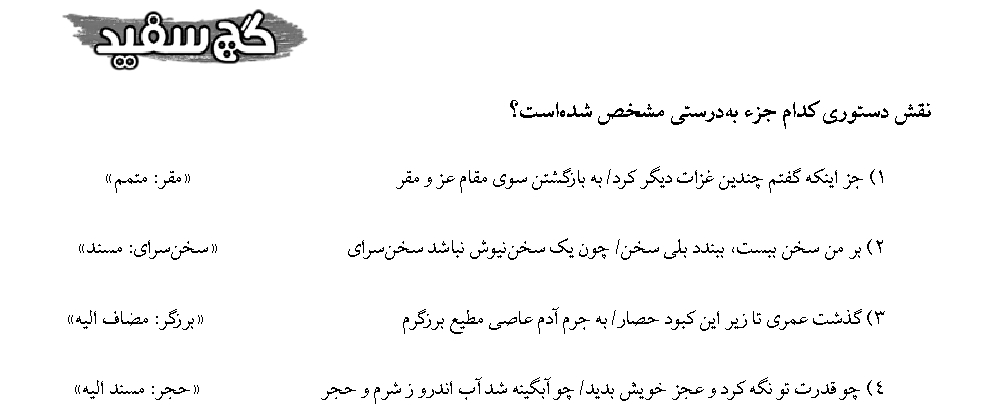 گچ سفید
نقش دستوری کدام جزء به‌درستی مشخص شده‌است؟
۱) جز اینکه گفتم چندین غزات دیگر کرد/ به بازگشتن سوی مقام عز و مقر «مقر: متمم»
۲) بر من سخن ببست، ببندد بلی سخن/ چون یک سخن‌نیوش نباشد سخن‌سرای «سخن‌سرای: مسند»
۳) گذشت عمری تا زیر این کبود حصار/ به جرم آدم عاصی مطیع برزگرم «برزگر: مضاف الیه»
۴) چو قدرت تو نگه کرد و عجز خویش بدید/ چو آبگینه شد آب اندرو ز شرم و حجر «حجر: مسند الیه»